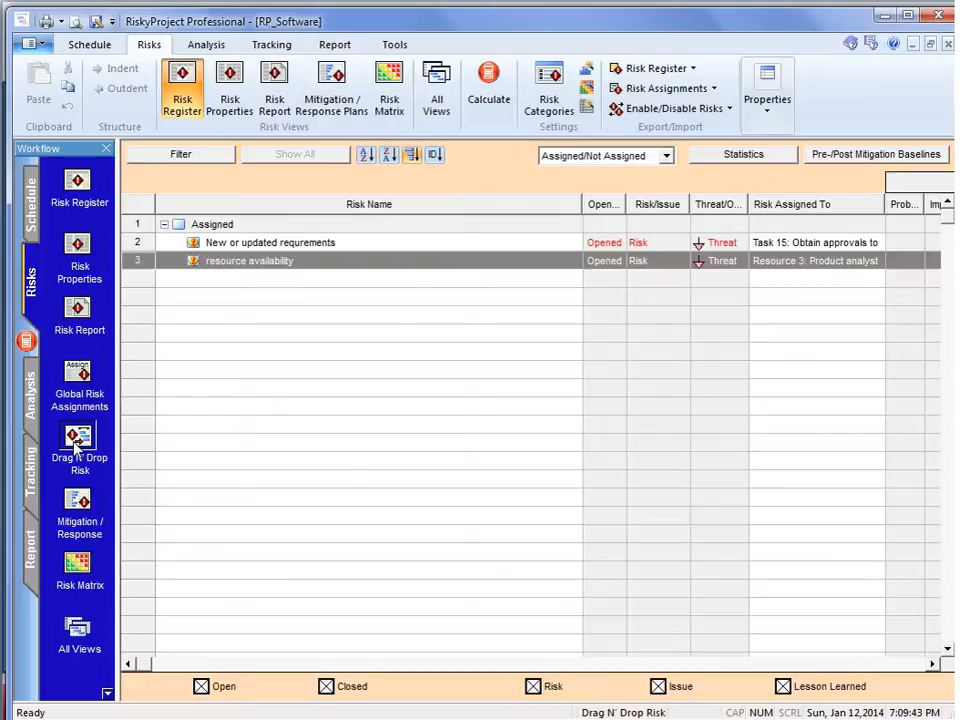 RiskyProject Professional - [RP_Software]
Schedule Risks Analysis Tracking Report Tools
Paste
Clipboard
Indent
Outdent
Structure
Risk Register
Risk Properties
Risk Report
Mitigation / Response Plans
Risk Matrix
Risk Views
All Views
Calculate
Risk Categories
Settings
Risk Register
Risk Assignments
Enable/Disable Risks
Export/Import
Properties
Workflow
Schedule
Risks
Analysis
Tracking
Report
Risk Register
Risk
Properties
Risk Report
Assign
Global Risk
Assignments
Drag N' Drop
Risk
Mitigation /
Response
Risk Matrix
All Views
Filter Show All Assigned/Not Assigned Statistics Pre-/Post Mitigation Baselines
Risk Name Open... Risk/Issue Threat/O... Risk Assigned To Prob... Im
1 Assigned
2 New or updated requrements Opened Risk Threat Task 15: Obtain approvals to
3 resource availability Opened Risk Threat Resource 3: Product analyst
Open Closed Risk Issue Lesson Learned
Ready Drag N' Drop Risk CAP NUM SCRL Sun, Jan 12,2014 7:09:43 PM